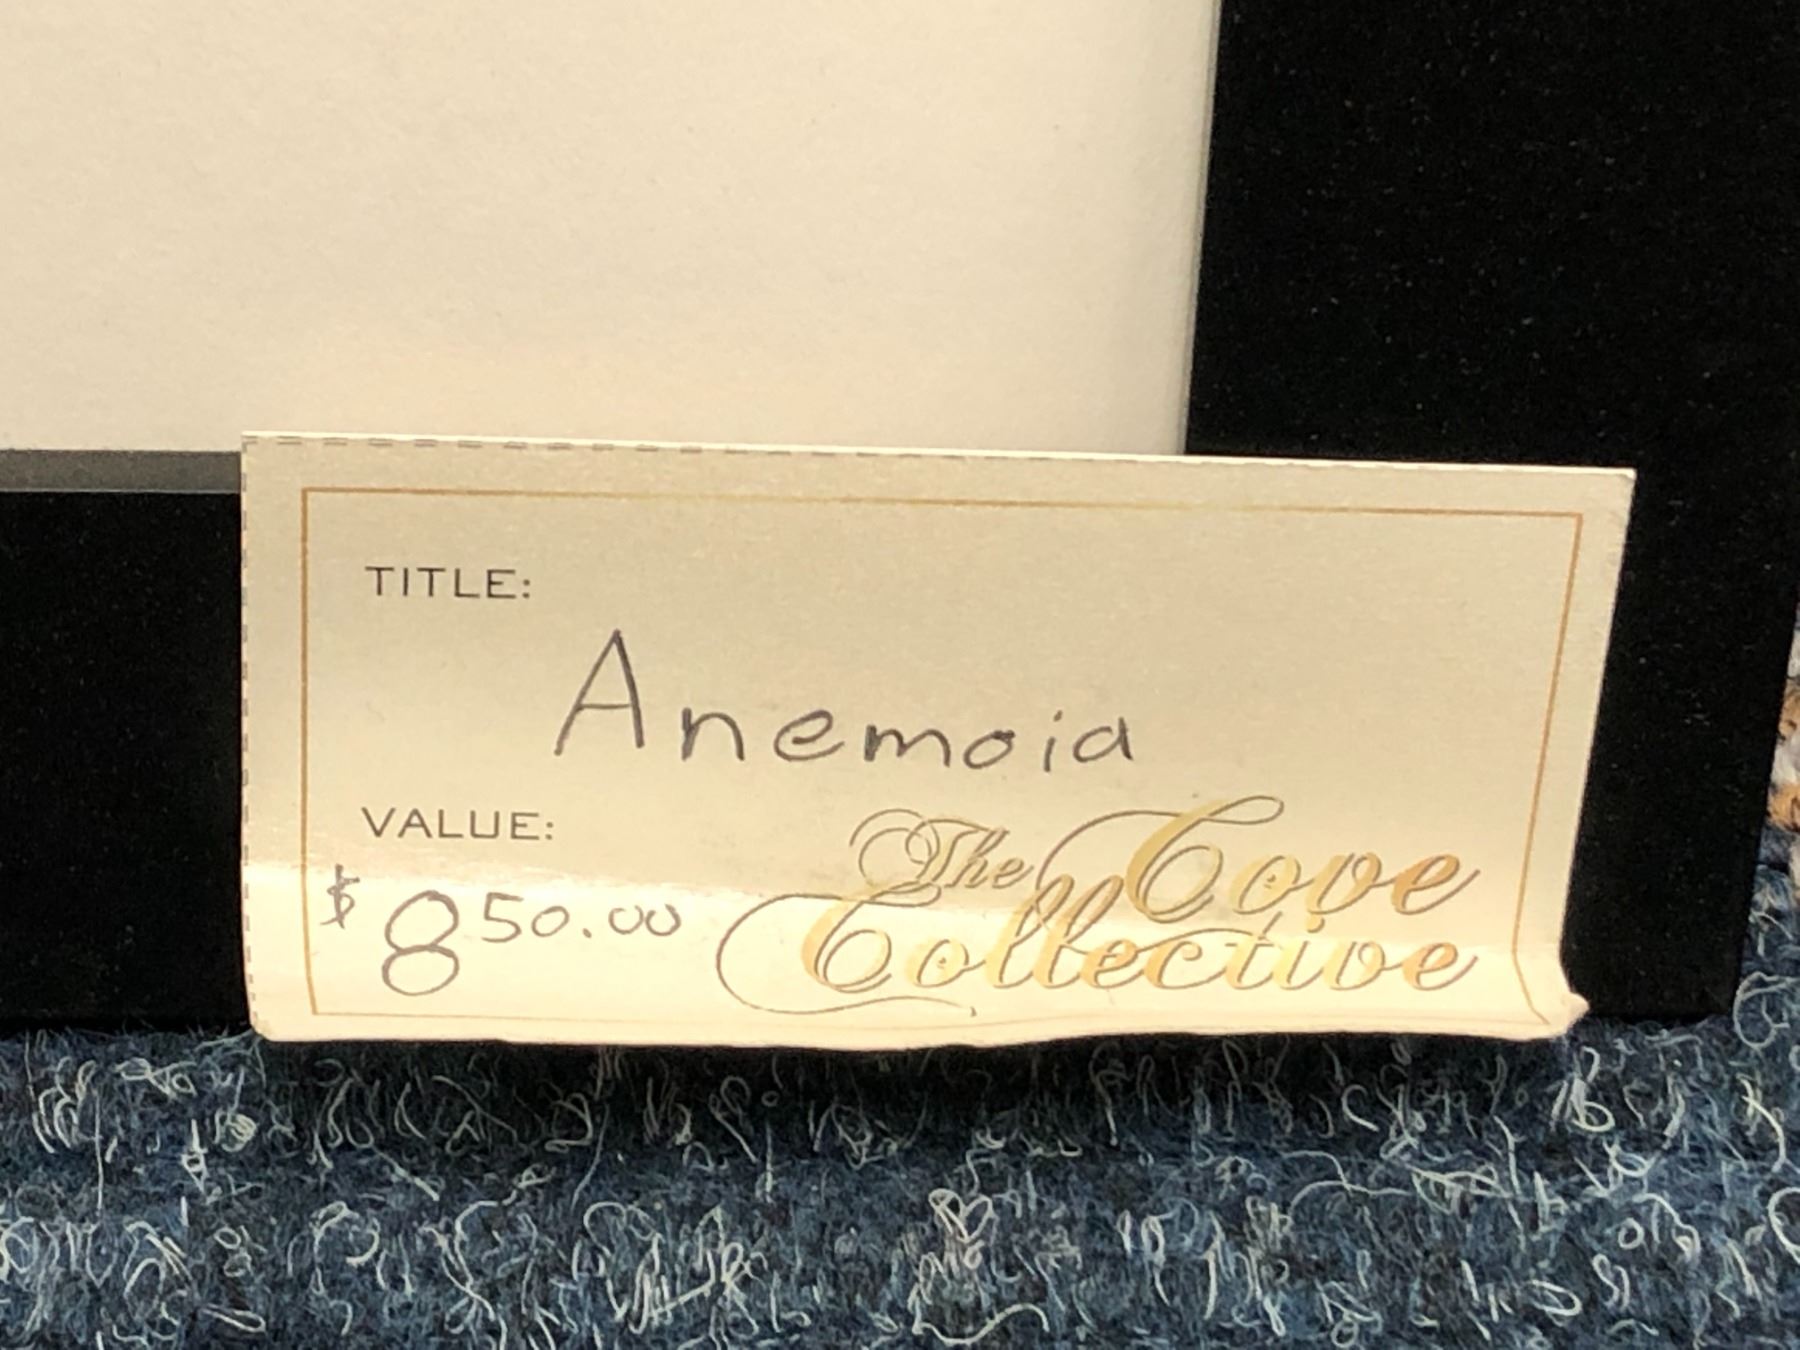 TITLE:
Anemoia
VALUE:
$850.00
The Cove
Collective